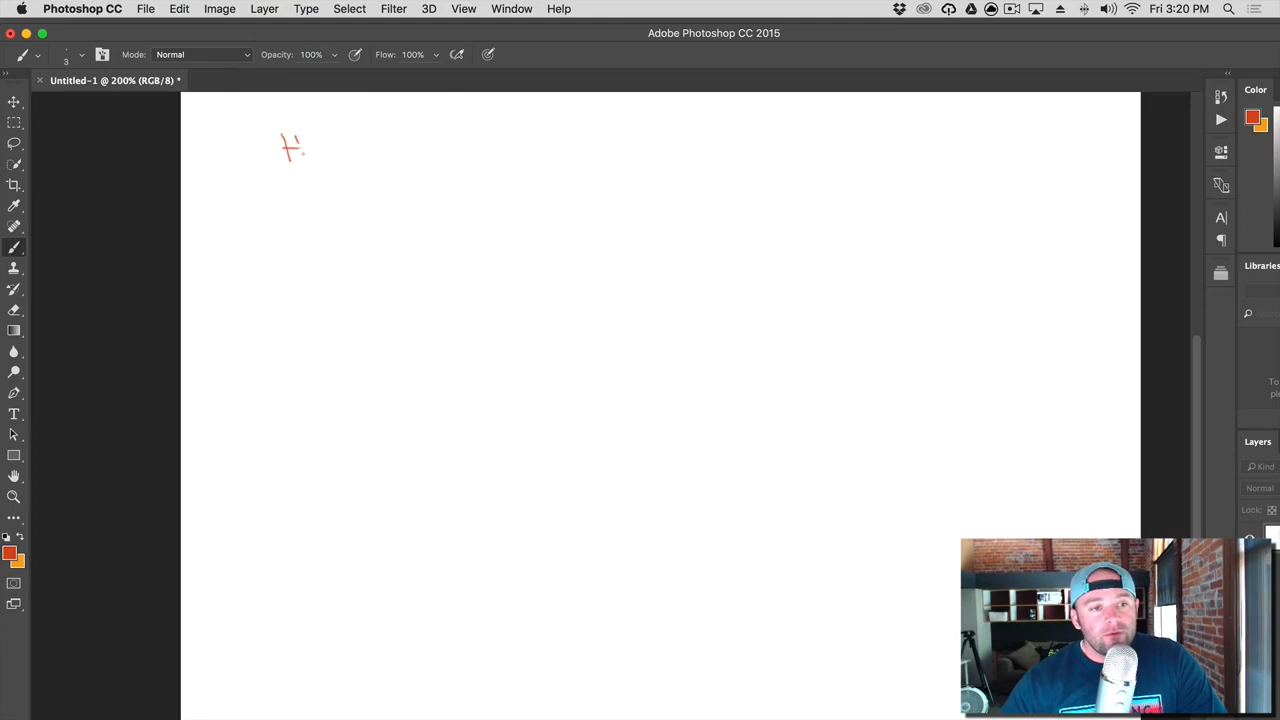 Photoshop CC File Edit Image Layer Type Select Filter 3D View Window Help Fri 3:20 PM
Adobe Photoshop CC 2015
3 Mode: Normal Opacity: 100% Flow: 100%
Untitled-1 @ 200% (RGB/8) *
Color
Libraries
To
Layers
Kind
Normal
Lock: